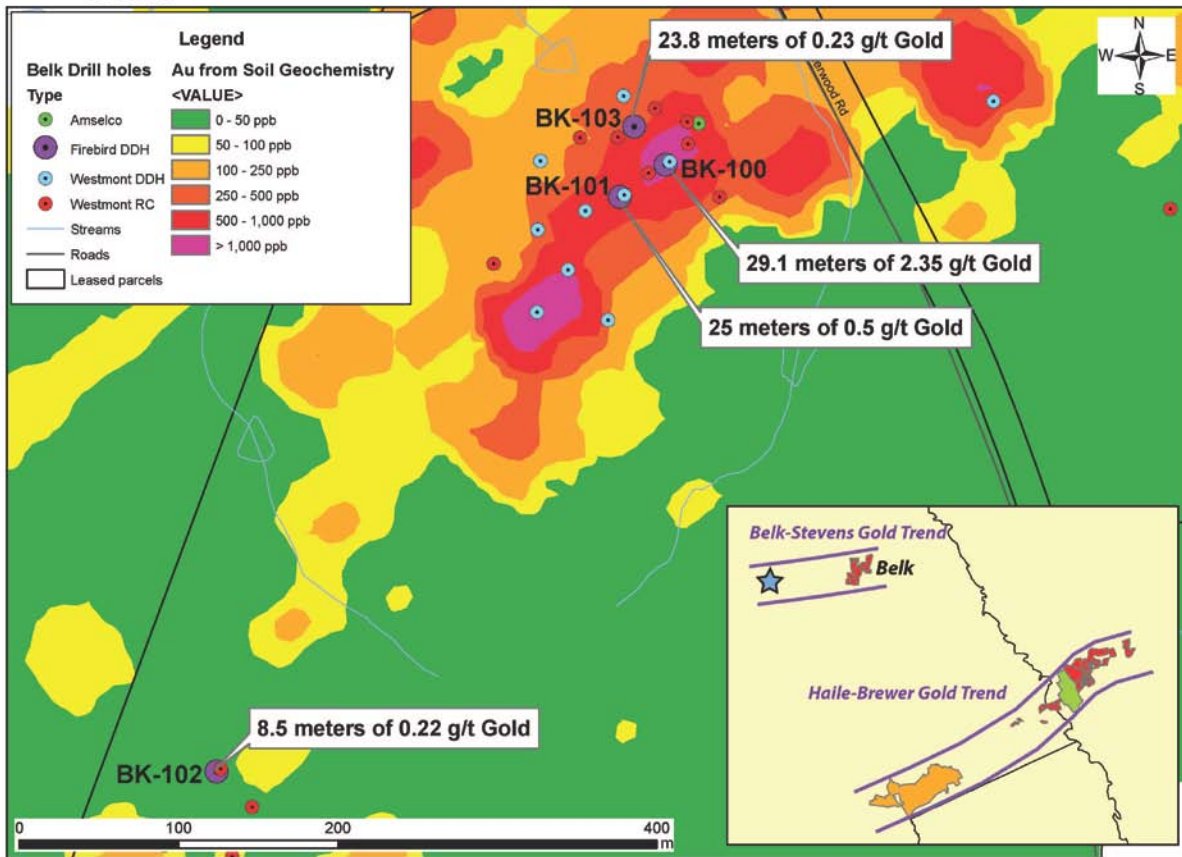 Legend
Belk Drill holes
Type
Amselco
Firebird DDH
Westmont DDH
Westmont RC
Streams
Roads
Leased parcels
Au from Soil Geochemistry
<VALUE>
0 - 50 ppb
50 - 100 ppb
100 - 250 ppb
250 - 500 ppb
500 - 1,000 ppb
> 1,000 ppb
23.8 meters of 0.23 g/t Gold
N
W E
S
erwood Rd
BK-103
BK-100
BK-101
29.1 meters of 2.35 g/t Gold
25 meters of 0.5 g/t Gold
Belk-Stevens Gold Trend
Belk
Haile-Brewer Gold Trend
8.5 meters of 0.22 g/t Gold
BK-102
0 100 200 400
m